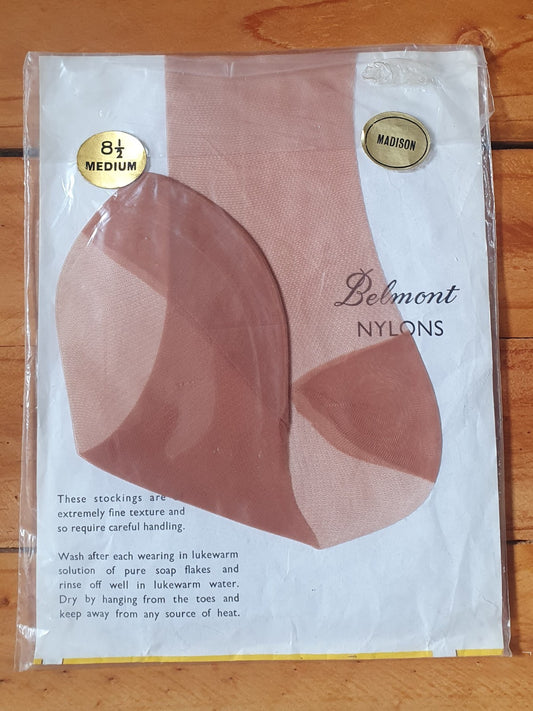 8½
MEDIUM
MADISON
Belmont
NYLONS
These stockings are
extremely fine texture and
so require careful handling.
Wash after each wearing in lukewarm
solution of pure soap flakes and
rinse off well in lukewarm water.
Dry by hanging from the toes and
keep away from any source of heat.